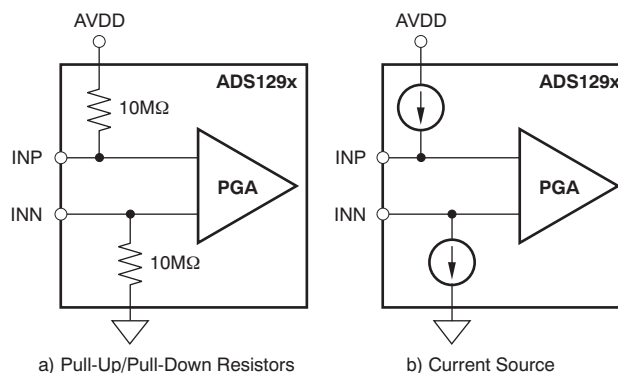 AVDD
ADS129x
10MΩ
INP
PGA
INN
10MΩ
a) Pull-Up/Pull-Down Resistors
AVDD
ADS129x
INP
PGA
INN
b) Current Source